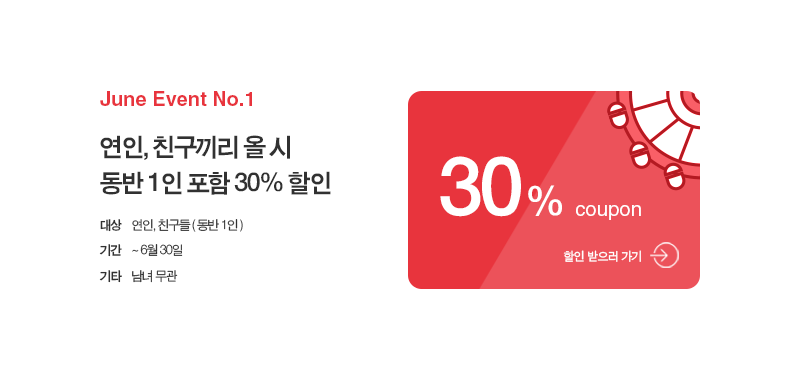 June Event No.1
연인, 친구끼리 올 시
동반 1인 포함 30% 할인
대상 연인, 친구들 ( 동반 1인 )
기간 ~ 6월 30일
기타 남녀 무관
30% coupon
할인 받으러 가기